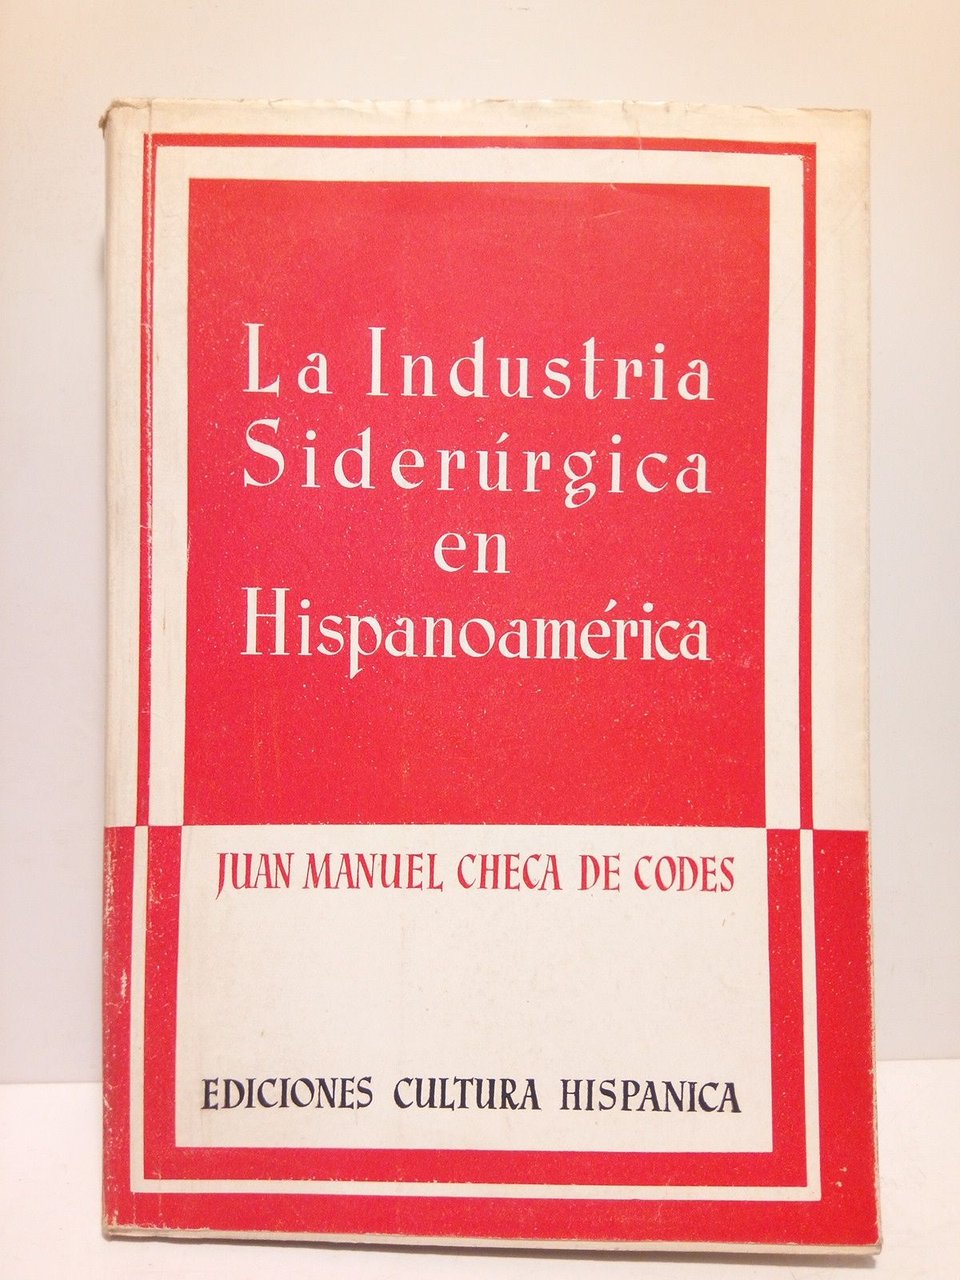 La Industria
Siderúrgica
en
Hispanoamérica
JUAN MANUEL CHECA DE CODES
EDICIONES CULTURA HISPANICA